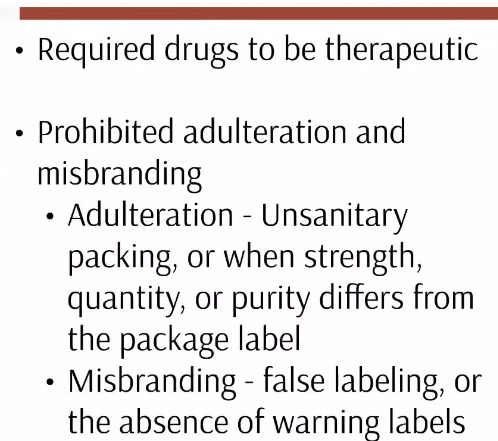 • Required drugs to be therapeutic
• Prohibited adulteration and
misbranding
• Adulteration - Unsanitary
packing, or when strength,
quantity, or purity differs from
the package label
• Misbranding - false labeling, or
the absence of warning labels